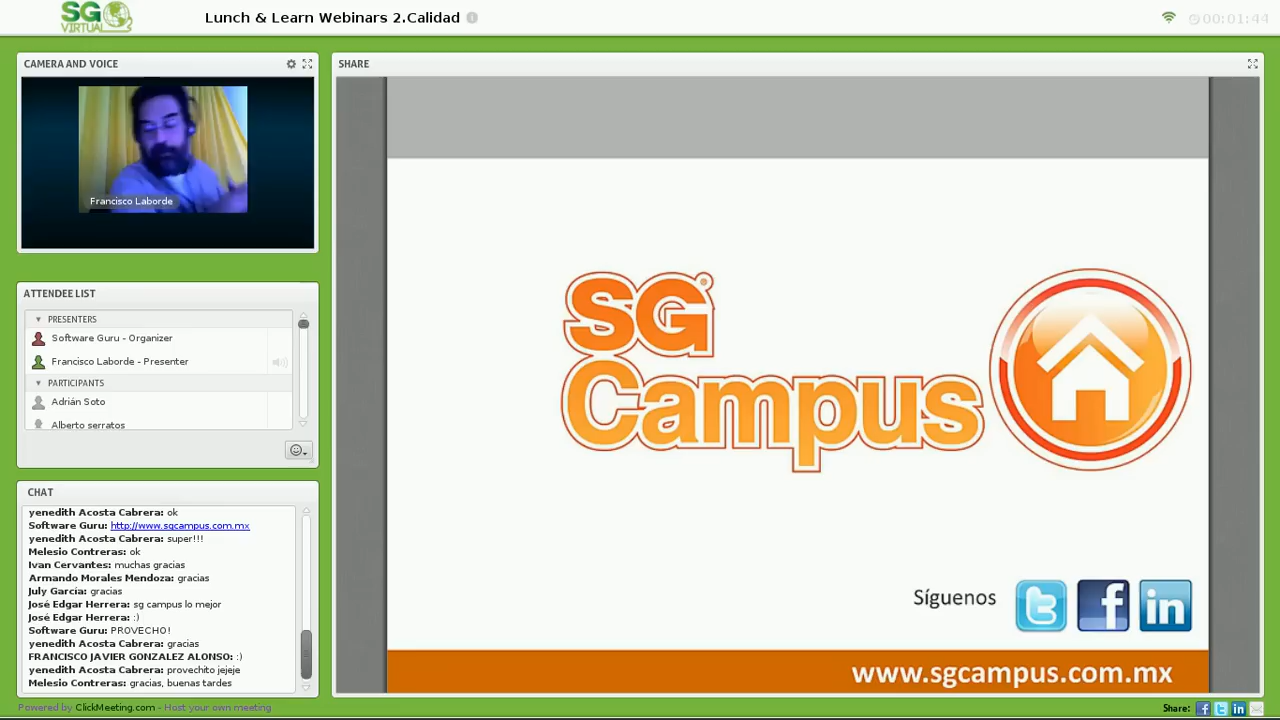 SG
VIRTUAL
Lunch & Learn Webinars 2.Calidad
00:01:44
CAMERA AND VOICE
Francisco Laborde
ATTENDEE LIST
PRESENTERS
Software Guru - Organizer
Francisco Laborde - Presenter
PARTICIPANTS
Adrián Soto
Alberto serratos
CHAT
yenedith Acosta Cabrera: ok
Software Guru: http://www.sgcampus.com.mx
yenedith Acosta Cabrera: super!!!
Melesio Contreras: ok
Ivan Cervantes: muchas gracias
Armando Morales Mendoza: gracias
July Garcia: gracias
José Edgar Herrera: sg campus lo mejor
José Edgar Herrera: :)
Software Guru: PROVECHO!
yenedith Acosta Cabrera: gracias
FRANCISCO JAVIER GONZALEZ ALONSO: :)
yenedith Acosta Cabrera: provechito jejeje
Melesio Contreras: gracias, buenas tardes
SHARE
SG
Campus
Síguenos
www.sgcampus.com.mx
Powered by ClickMeeting.com - Host your own meeting
Share: